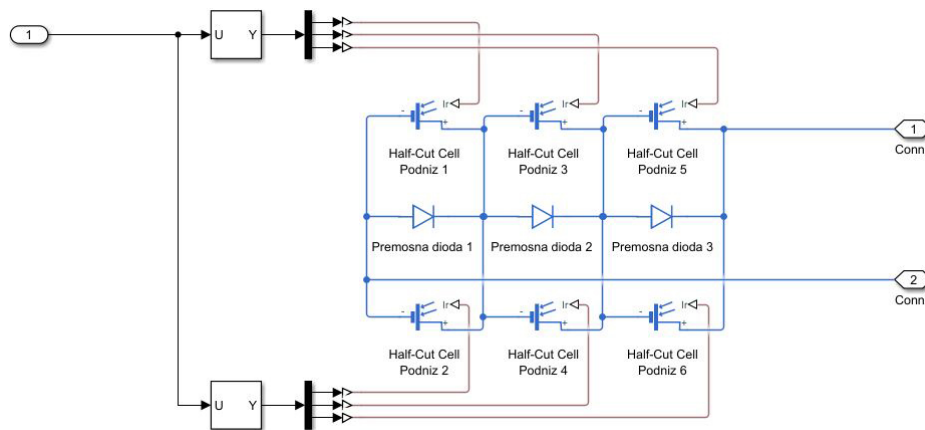 1
U Y
Ir Ir Ir
- + - + - +
Half-Cut Cell
Podniz 1
Half-Cut Cell
Podniz 3
Half-Cut Cell
Podniz 5
1
Conn
Premosna dioda 1
Premosna dioda 2
Premosna dioda 3
2
Conn
Ir Ir Ir
- + - + - +
Half-Cut Cell
Podniz 2
Half-Cut Cell
Podniz 4
Half-Cut Cell
Podniz 6
U Y